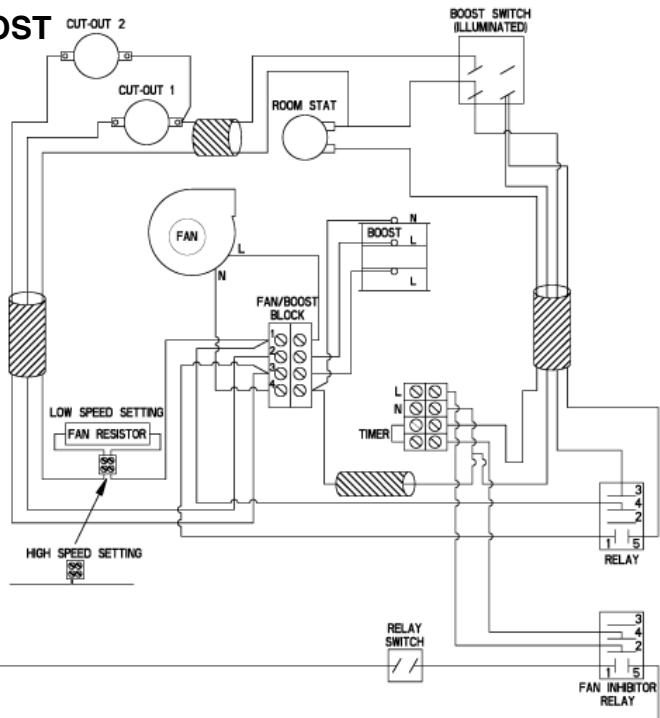 OST
CUT-OUT 2
BOOST SWITCH
(ILLUMINATED)
CUT-OUT 1
ROOM STAT
FAN
L
N
BOOST
N
L
L
FAN/BOOST
BLOCK
1
2
3
4
LOW SPEED SETTING
FAN RESISTOR
HIGH SPEED SETTING
L
N
TIMER
3
4
2
1 5
RELAY
RELAY
SWITCH
3
4
2
1 5
FAN INHIBITOR
RELAY